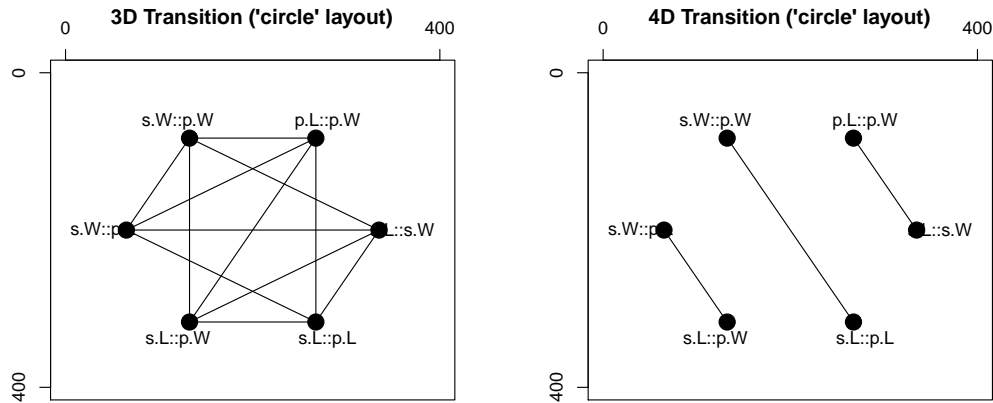 3D Transition ('circle' layout)
0 400
0
400
s.W::p.W
p.L::p.W
s.W::p
L::s.W
s.L::p.W
s.L::p.L
4D Transition ('circle' layout)
0 400
0
400
s.W::p.W
p.L::p.W
s.W::p
L::s.W
s.L::p.W
s.L::p.L